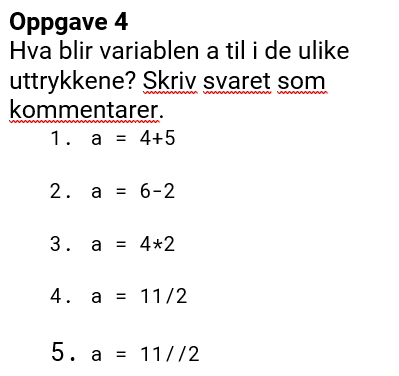 Oppgave 4
Hva blir variablen a til i de ulike
uttrykkene? Skriv svaret som
kommentarer.
1. a = 4+5
2. a = 6-2
3. a = 4*2
4. a = 11/2
5. a = 11//2